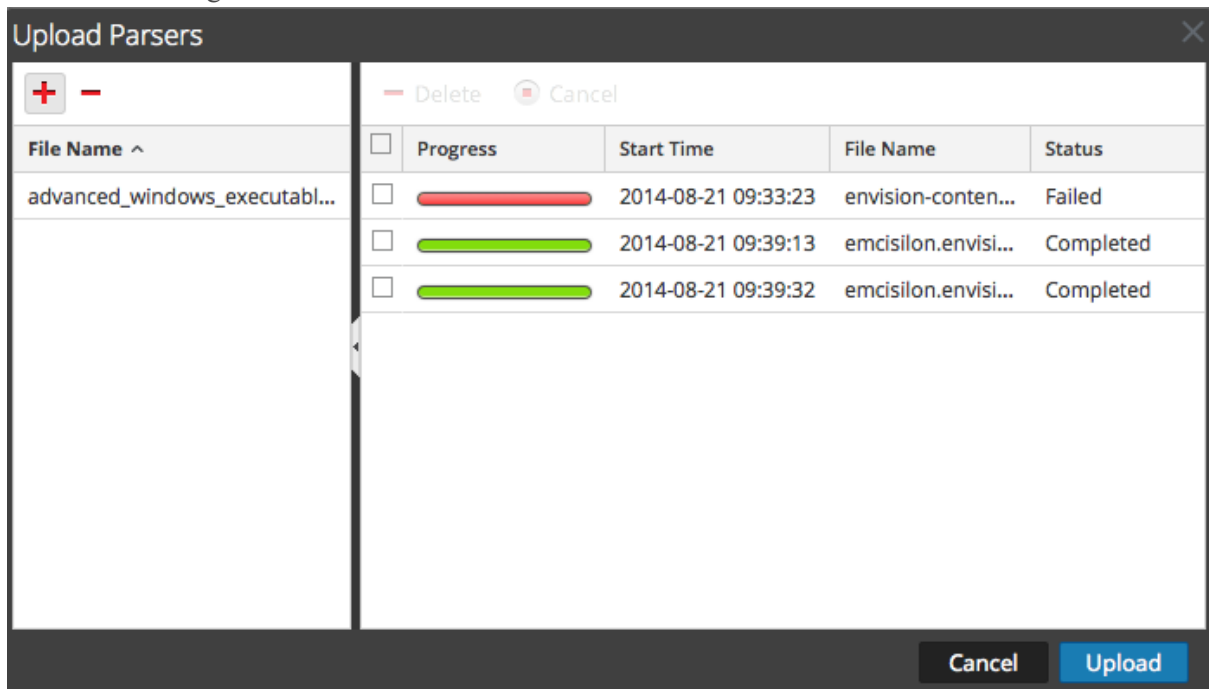 Upload Parsers
Delete Cancel
File Name
advanced_windows_executabl...
Progress Start Time File Name Status
2014-08-21 09:33:23 envision-conten... Failed
2014-08-21 09:39:13 emcisilon.envisi... Completed
2014-08-21 09:39:32 emcisilon.envisi... Completed
Cancel Upload